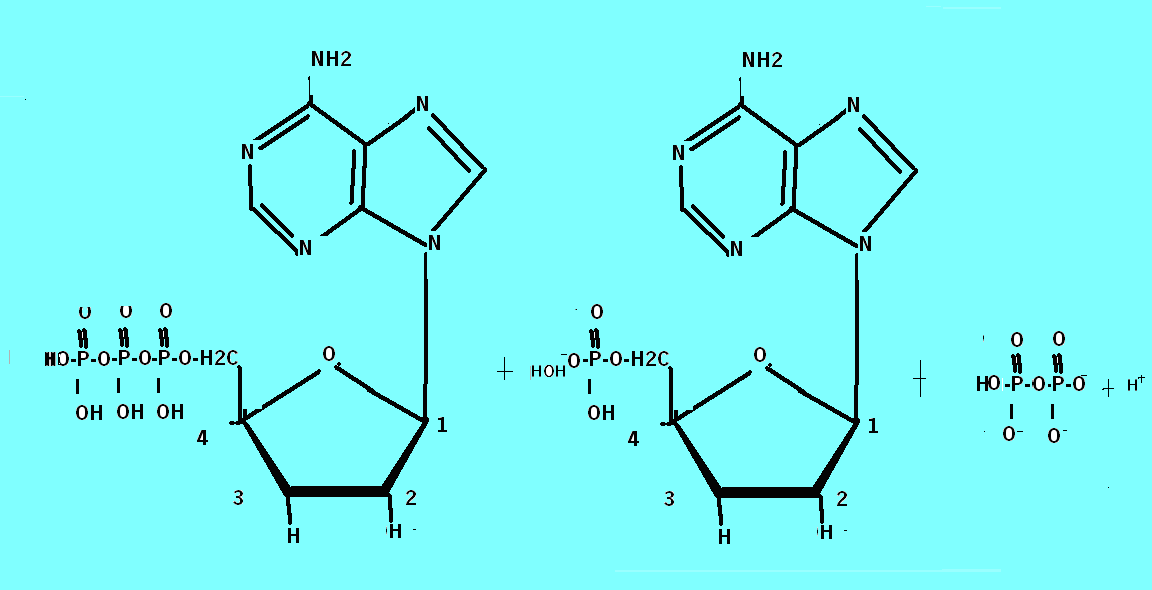 NH2 NH2
N N N N
N N N N
O O O O
O O
HO-P-O-P-O-P-O-H2C O + HOH -O-P-O-H2C O + HO-P-O-P-O- + H+
OH OH OH OH O- O-
4 1 4 1
3 2 3 2
H H H H